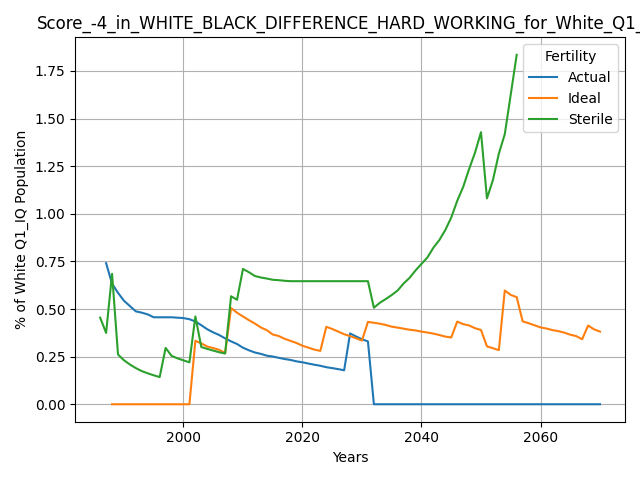 Score_-4_in_WHITE_BLACK_DIFFERENCE_HARD_WORKING_for_White_Q1_
Fertility
Actual
Ideal
Sterile
% of White Q1_IQ Population
1.75
1.50
1.25
1.00
0.75
0.50
0.25
0.00
2000
2020
2040
2060
Years